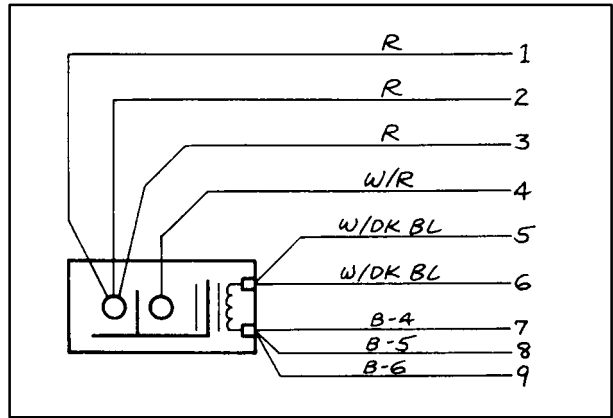 R 1
R 2
R 3
W/R 4
W/DK BL 5
W/DK BL 6
B-4 7
B-5 8
B-6 9